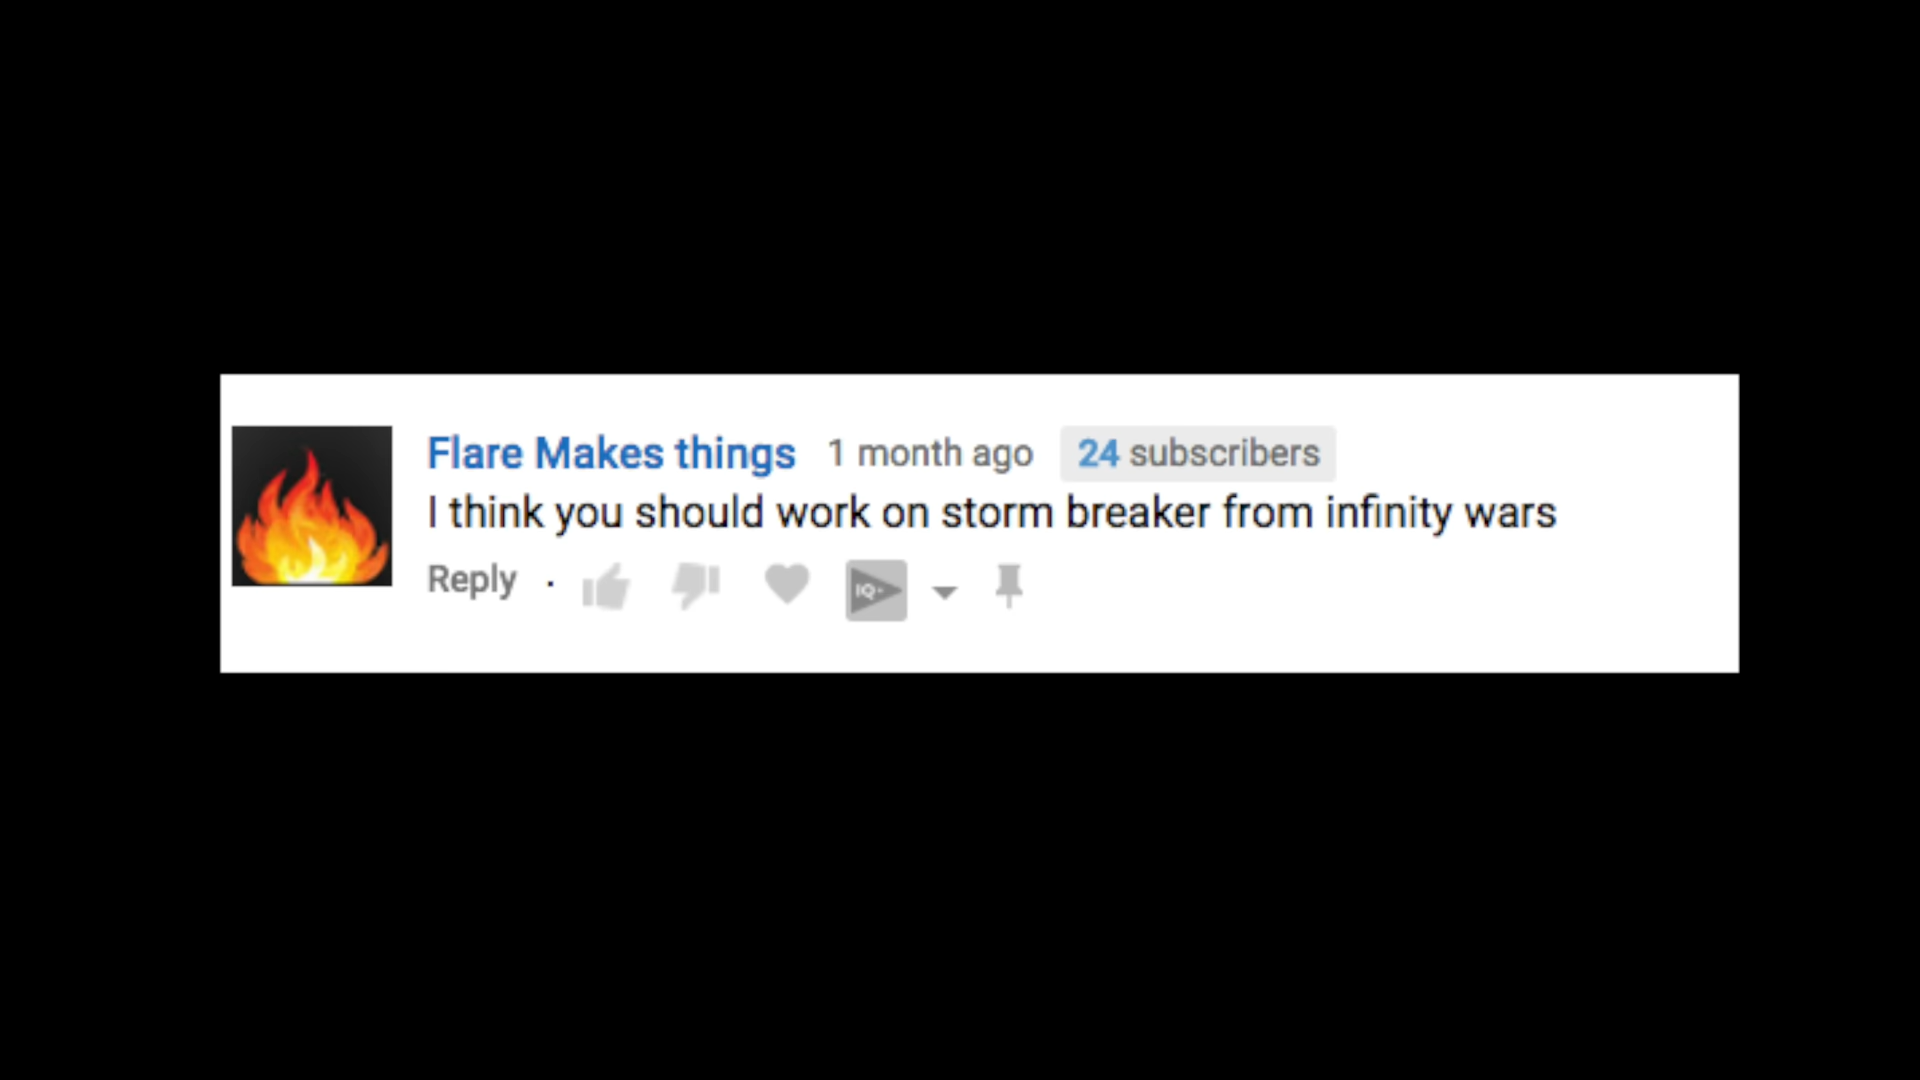 Flare Makes things 1 month ago 24 subscribers
I think you should work on storm breaker from infinity wars
Reply · IQ+